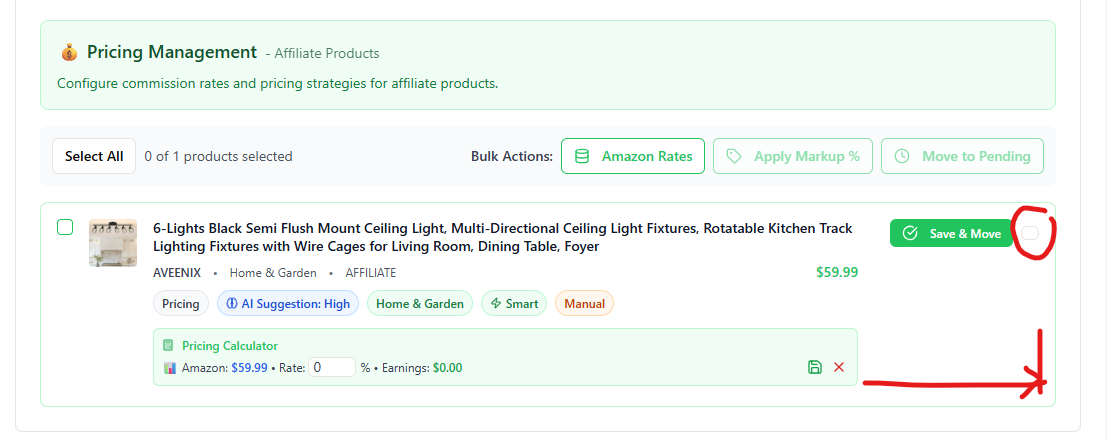 Pricing Management - Affiliate Products
Configure commission rates and pricing strategies for affiliate products.
Select All 0 of 1 products selected Bulk Actions: Amazon Rates Apply Markup % Move to Pending
6-Lights Black Semi Flush Mount Ceiling Light, Multi-Directional Ceiling Light Fixtures, Rotatable Kitchen Track
Lighting Fixtures with Wire Cages for Living Room, Dining Table, Foyer
Save & Move
AVEENIX • Home & Garden • AFFILIATE $59.99
Pricing AI Suggestion: High Home & Garden Smart Manual
Pricing Calculator
Amazon: $59.99 • Rate: 0 % • Earnings: $0.00